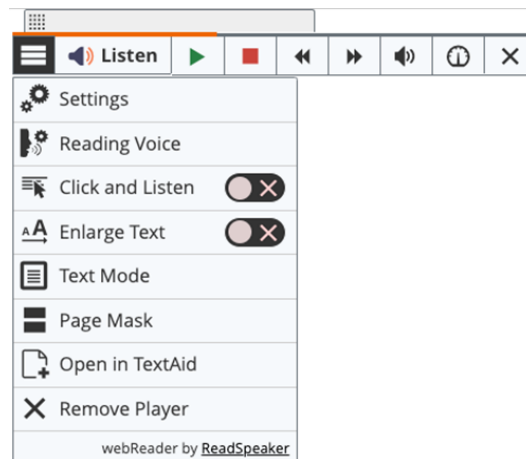 Listen
Settings
Reading Voice
Click and Listen
Enlarge Text
Text Mode
Page Mask
Open in TextAid
Remove Player
webReader by ReadSpeaker